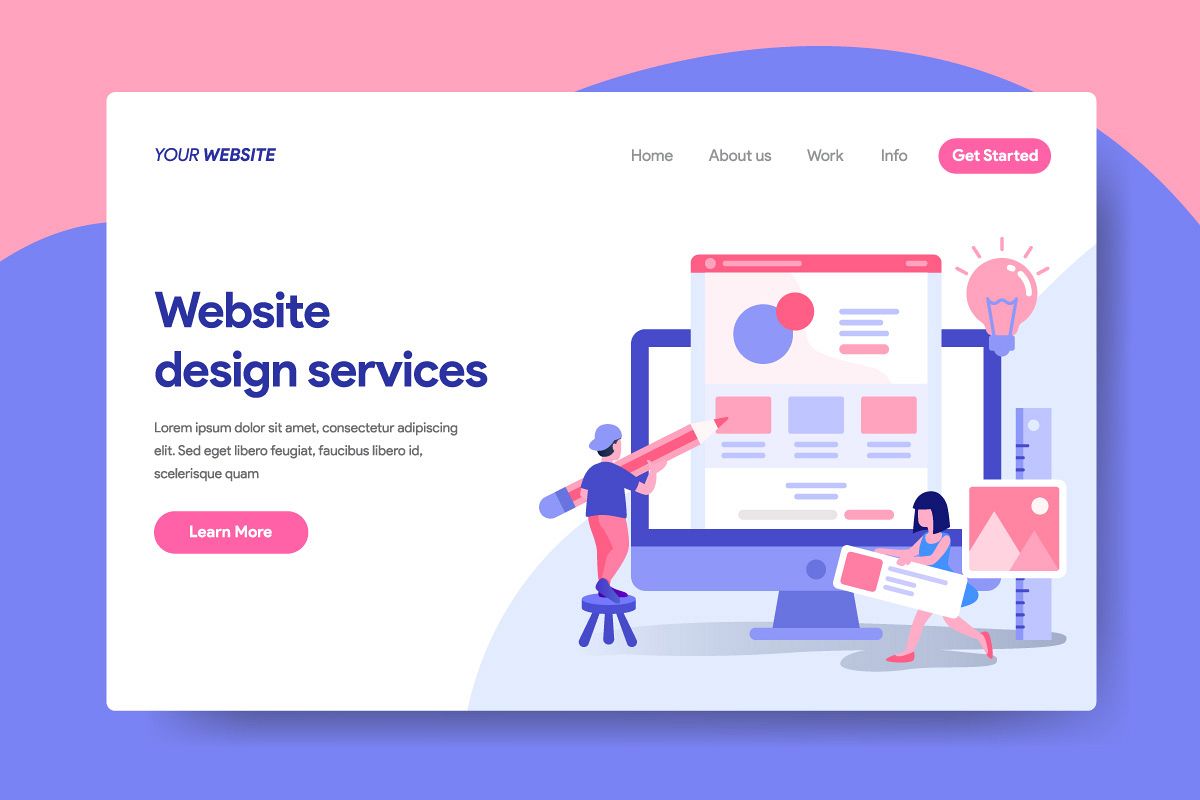 YOUR WEBSITE
Home
About us
Work
Info
Get Started
Website
design services
Lorem ipsum dolor sit amet, consectetur adipiscing
elit. Sed eget libero feugiat, faucibus libero id,
scelerisque quam
Learn More